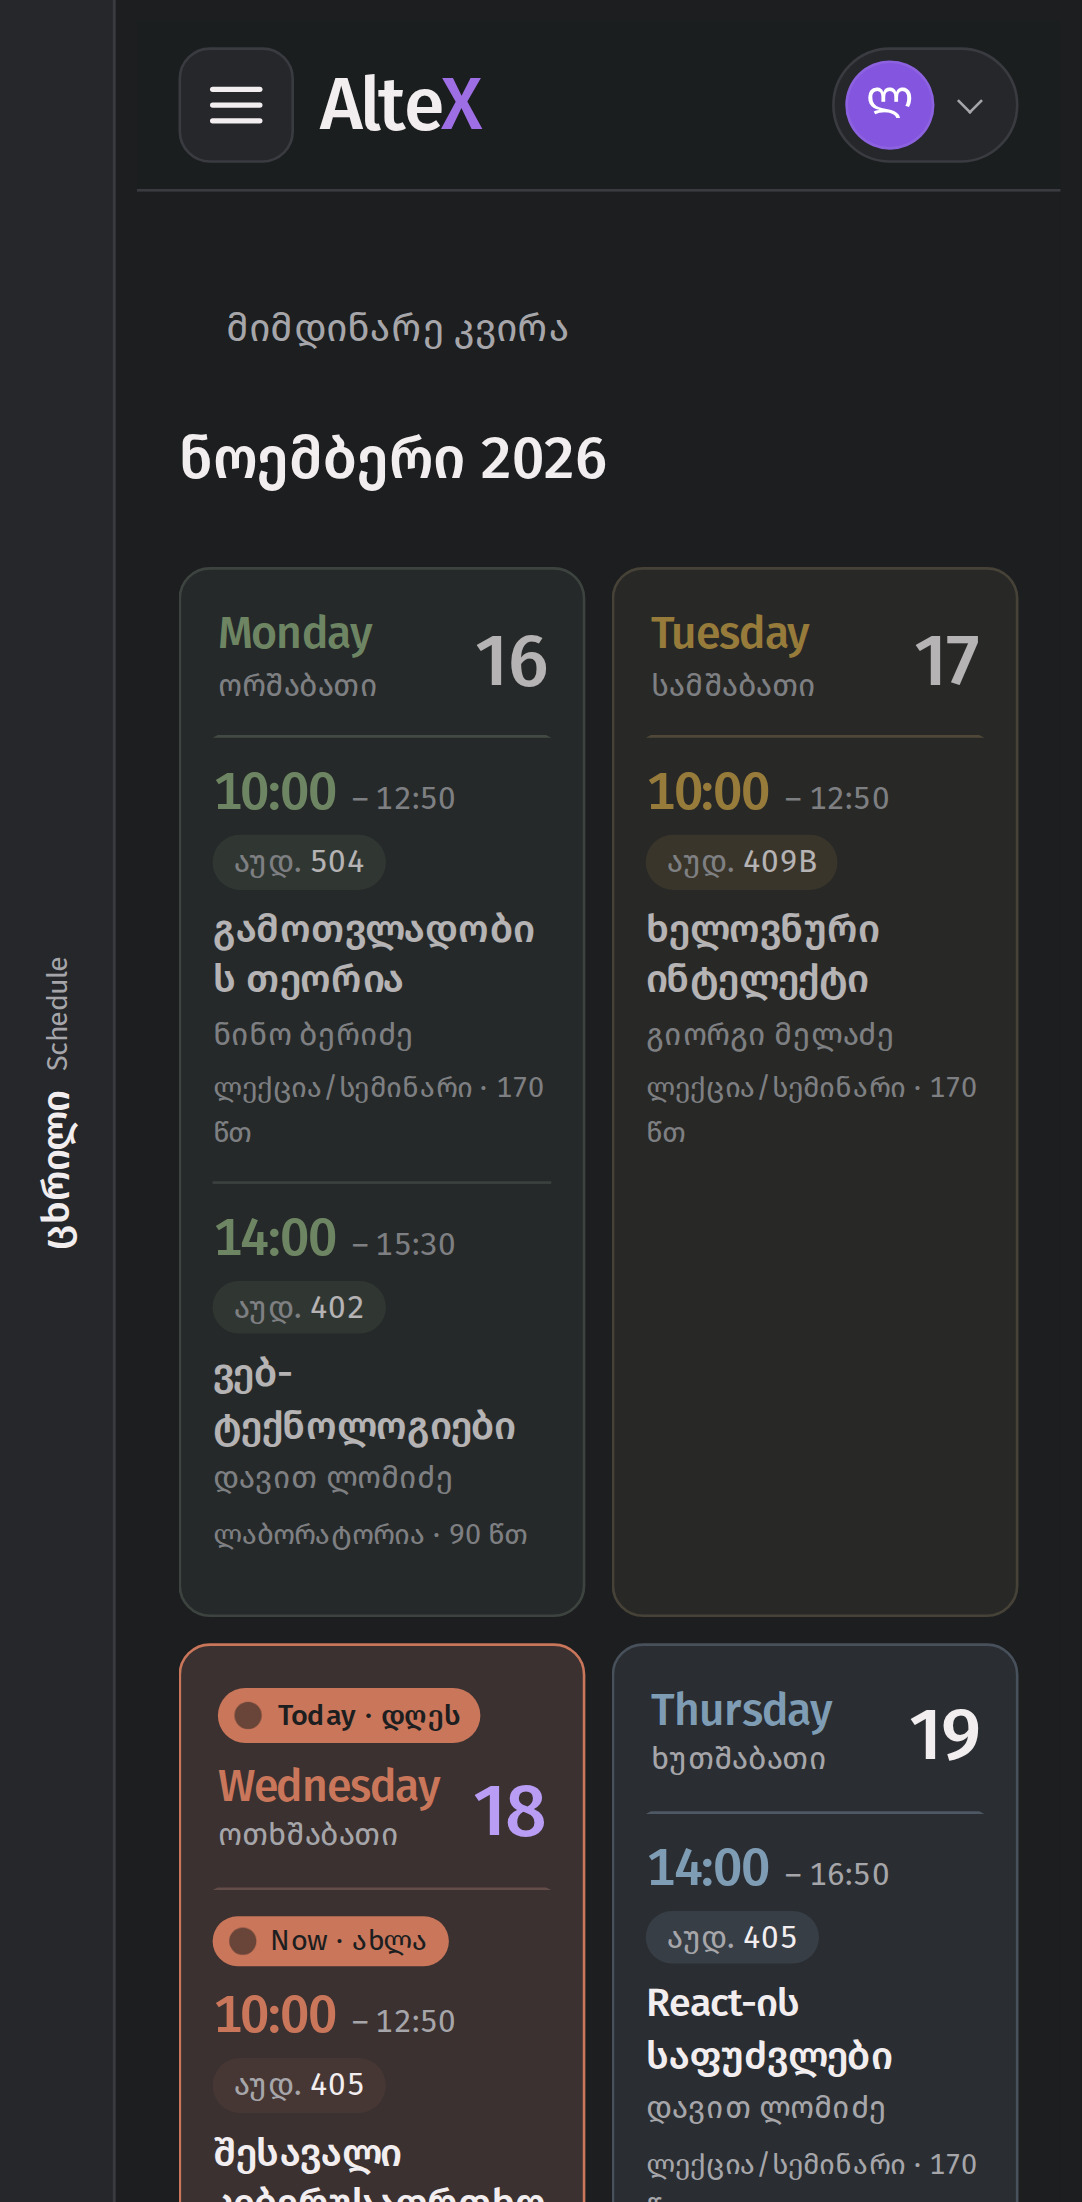 AlteX
ლ
მიმდინარე კვირა
ნოემბერი 2026
ცხრილი Schedule
Monday
ორშაბათი
16
10:00 – 12:50
აუდ. 504
გამოთვლადობი
ს თეორია
ნინო ბერიძე
ლექცია/სემინარი · 170
წთ
14:00 – 15:30
აუდ. 402
ვებ-
ტექნოლოგიები
დავით ლომიძე
ლაბორატორია · 90 წთ
Tuesday
სამშაბათი
17
10:00 – 12:50
აუდ. 409B
ხელოვნური
ინტელექტი
გიორგი მელაძე
ლექცია/სემინარი · 170
წთ
Today · დღეს
Wednesday
ოთხშაბათი
18
Now · ახლა
10:00 – 12:50
აუდ. 405
შესავალი
Thursday
ხუთშაბათი
19
14:00 – 16:50
აუდ. 405
React-ის
საფუძვლები
დავით ლომიძე
ლექცია/სემინარი · 170